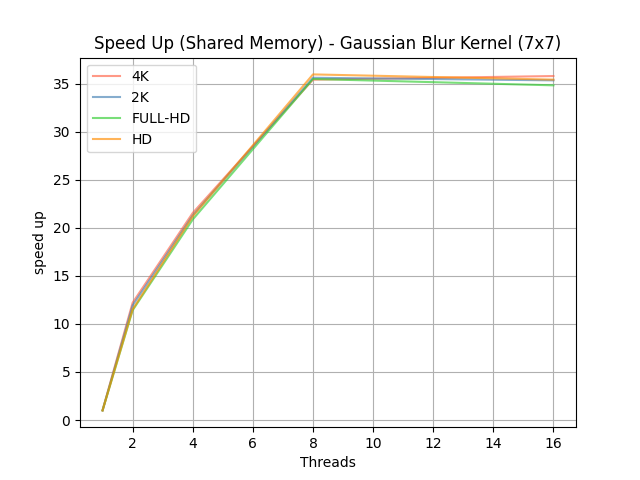 Speed Up (Shared Memory) - Gaussian Blur Kernel (7x7)
4K
2K
FULL-HD
HD
speed up
35
30
25
20
15
10
5
0
2 4 6 8 10 12 14 16
Threads